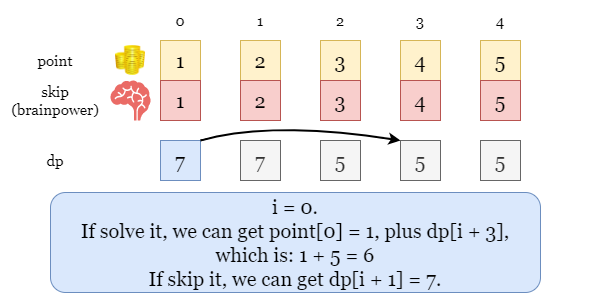 0 1 2 3 4
point 1 2 3 4 5
skip
(brainpower) 1 2 3 4 5
dp 7 7 5 5 5
i = 0.
If solve it, we can get point[0] = 1, plus dp[i + 3],
which is: 1 + 5 = 6
If skip it, we can get dp[i + 1] = 7.